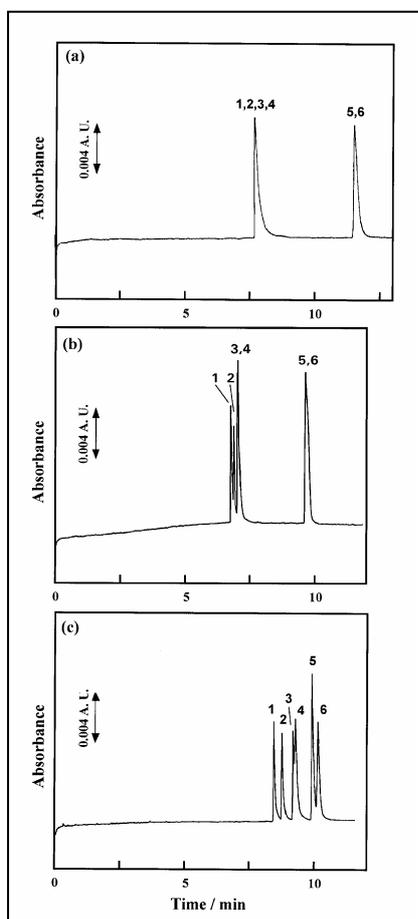 (a)
1,2,3,4
5,6
0.004 A. U.
Absorbance
0 5 10
(b)
3,4
1 2
5,6
0.004 A. U.
Absorbance
0 5 10
(c)
5
3
1 2 4 6
0.004 A. U.
Absorbance
0 5 10
Time / min